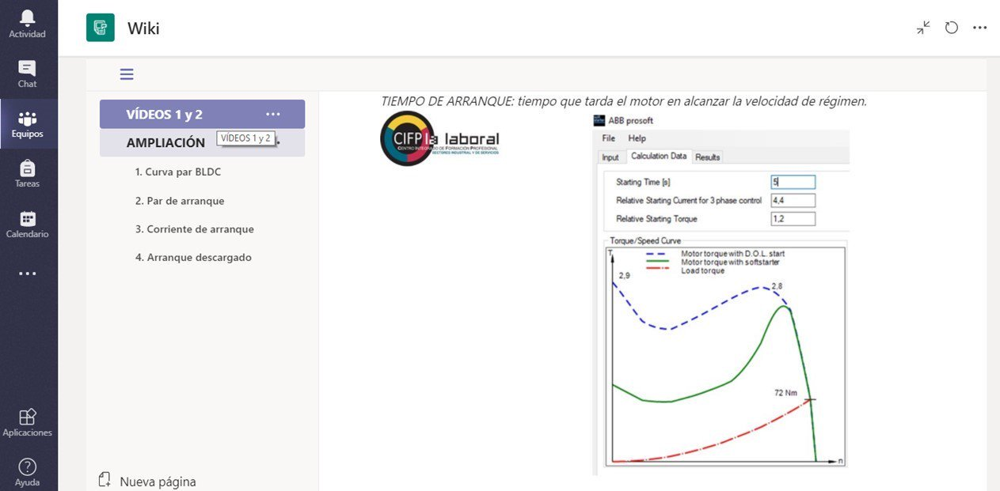 Actividad
Chat
Equipos
Tareas
Calendario
Aplicaciones
Ayuda
Wiki
VÍDEOS 1 y 2
VÍDEOS 1 y 2
AMPLIACIÓN
1. Curva par BLDC
2. Par de arranque
3. Corriente de arranque
4. Arranque descargado
Nueva página
TIEMPO DE ARRANQUE: tiempo que tarda el motor en alcanzar la velocidad de régimen.
CIFP la laboral
CENTRO INTEGRADO DE FORMACIÓN PROFESIONAL
SECTORES INDUSTRIAL Y DE SERVICIOS
ABB prosoft
File Help
Input Calculation Data Results
Starting Time [s] 5
Relative Starting Current for 3 phase control 4,4
Relative Starting Torque 1,2
Torque/Speed Curve
T
Motor torque with D.O.L. start
Motor torque with softstarter
Load torque
2,9
2,8
72 Nm
n